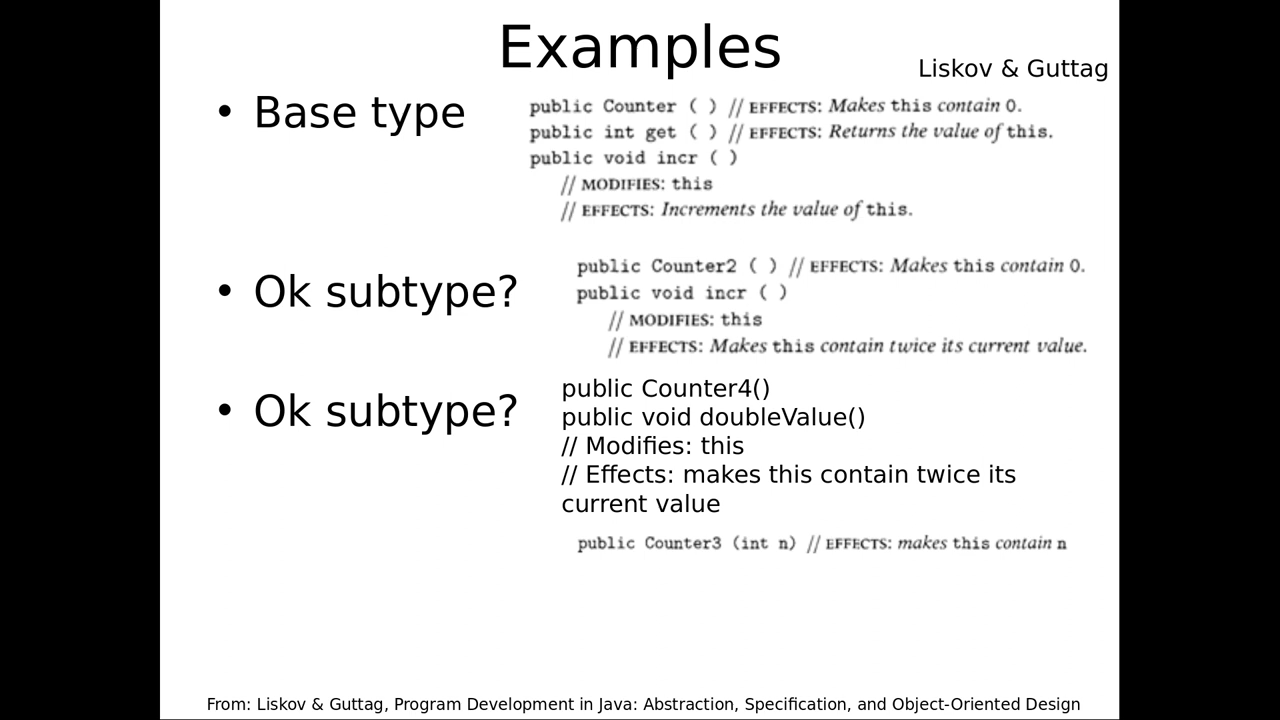 Examples
Liskov & Guttag
• Base type
public Counter ( ) // EFFECTS: Makes this contain 0.
public int get ( ) // EFFECTS: Returns the value of this.
public void incr ( )
// MODIFIES: this
// EFFECTS: Increments the value of this.
• Ok subtype?
public Counter2 ( ) // EFFECTS: Makes this contain 0.
public void incr ( )
// MODIFIES: this
// EFFECTS: Makes this contain twice its current value.
• Ok subtype?
public Counter4()
public void doubleValue()
// Modifies: this
// Effects: makes this contain twice its
current value
public Counter3 (int n) // EFFECTS: makes this contain n
From: Liskov & Guttag, Program Development in Java: Abstraction, Specification, and Object-Oriented Design